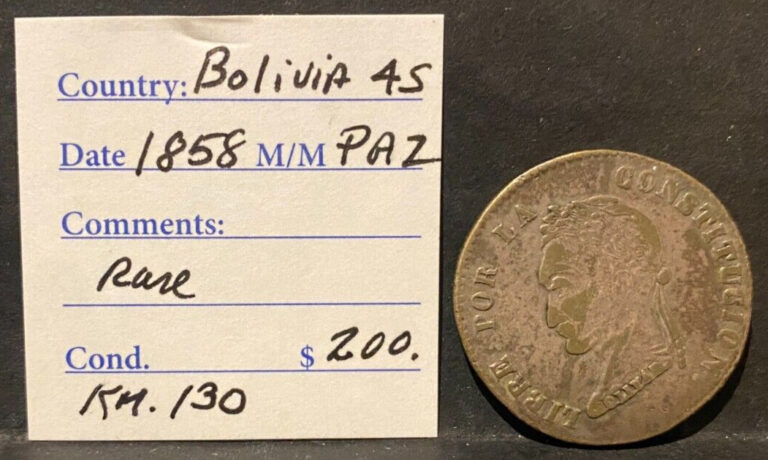 Country: Bolivia 4S
Date 1858 M/M PAZ
Comments:
Rare
Cond. $ 200.
KM. 130
LIBRE POR LA CONSTITUCION